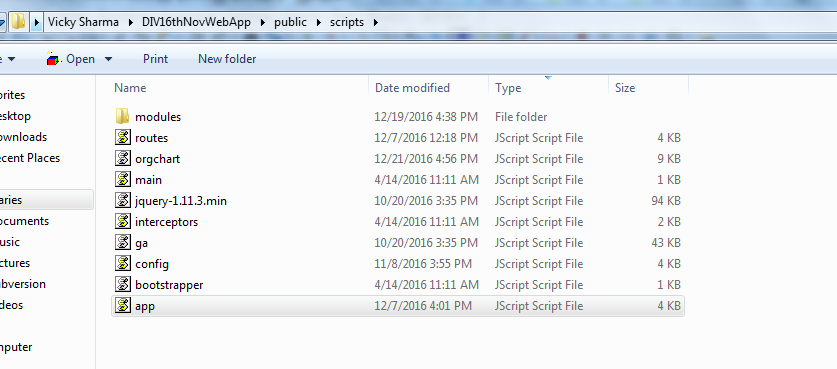 Vicky Sharma ▸ DIV16thNovWebApp ▸ public ▸ scripts ▸
e ▾ Open ▾ Print New folder
Name Date modified Type Size
orites
esktop
ownloads
ecent Places
aries
ocuments
usic
ctures
ubversion
deos
mputer
modules 12/19/2016 4:38 PM File folder
routes 12/7/2016 12:18 PM JScript Script File 4 KB
orgchart 12/21/2016 4:56 PM JScript Script File 9 KB
main 4/14/2016 11:11 AM JScript Script File 1 KB
jquery-1.11.3.min 10/20/2016 3:35 PM JScript Script File 94 KB
interceptors 4/14/2016 11:11 AM JScript Script File 2 KB
ga 10/20/2016 3:35 PM JScript Script File 43 KB
config 11/8/2016 3:55 PM JScript Script File 4 KB
bootstrapper 4/14/2016 11:11 AM JScript Script File 1 KB
app 12/7/2016 4:01 PM JScript Script File 4 KB